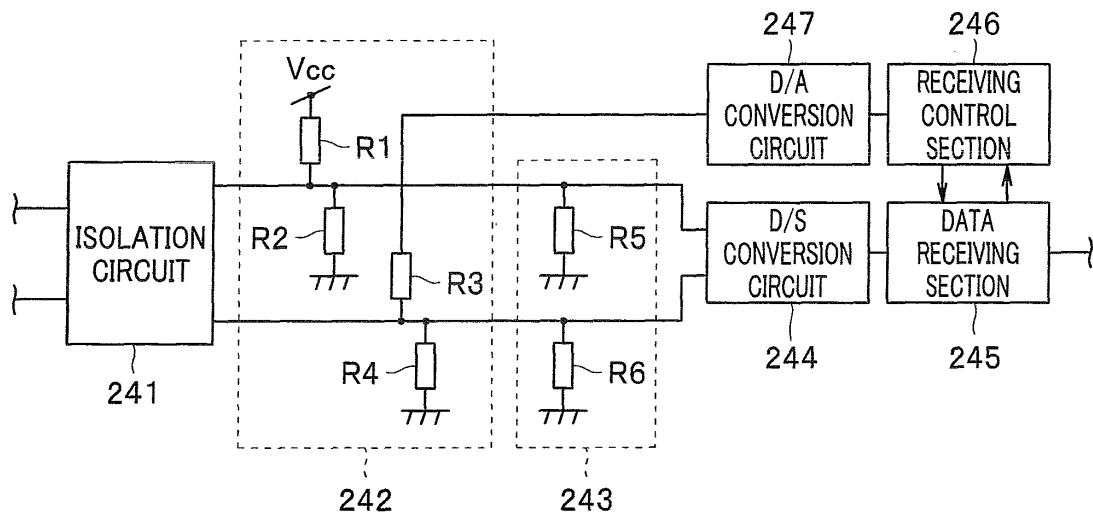 247
246
Vcc
D/A
CONVERSION
CIRCUIT
RECEIVING
CONTROL
SECTION
R1
ISOLATION
CIRCUIT
R2
R5
R3
D/S
CONVERSION
CIRCUIT
DATA
RECEIVING
SECTION
R4
R6
241
244
245
242
243